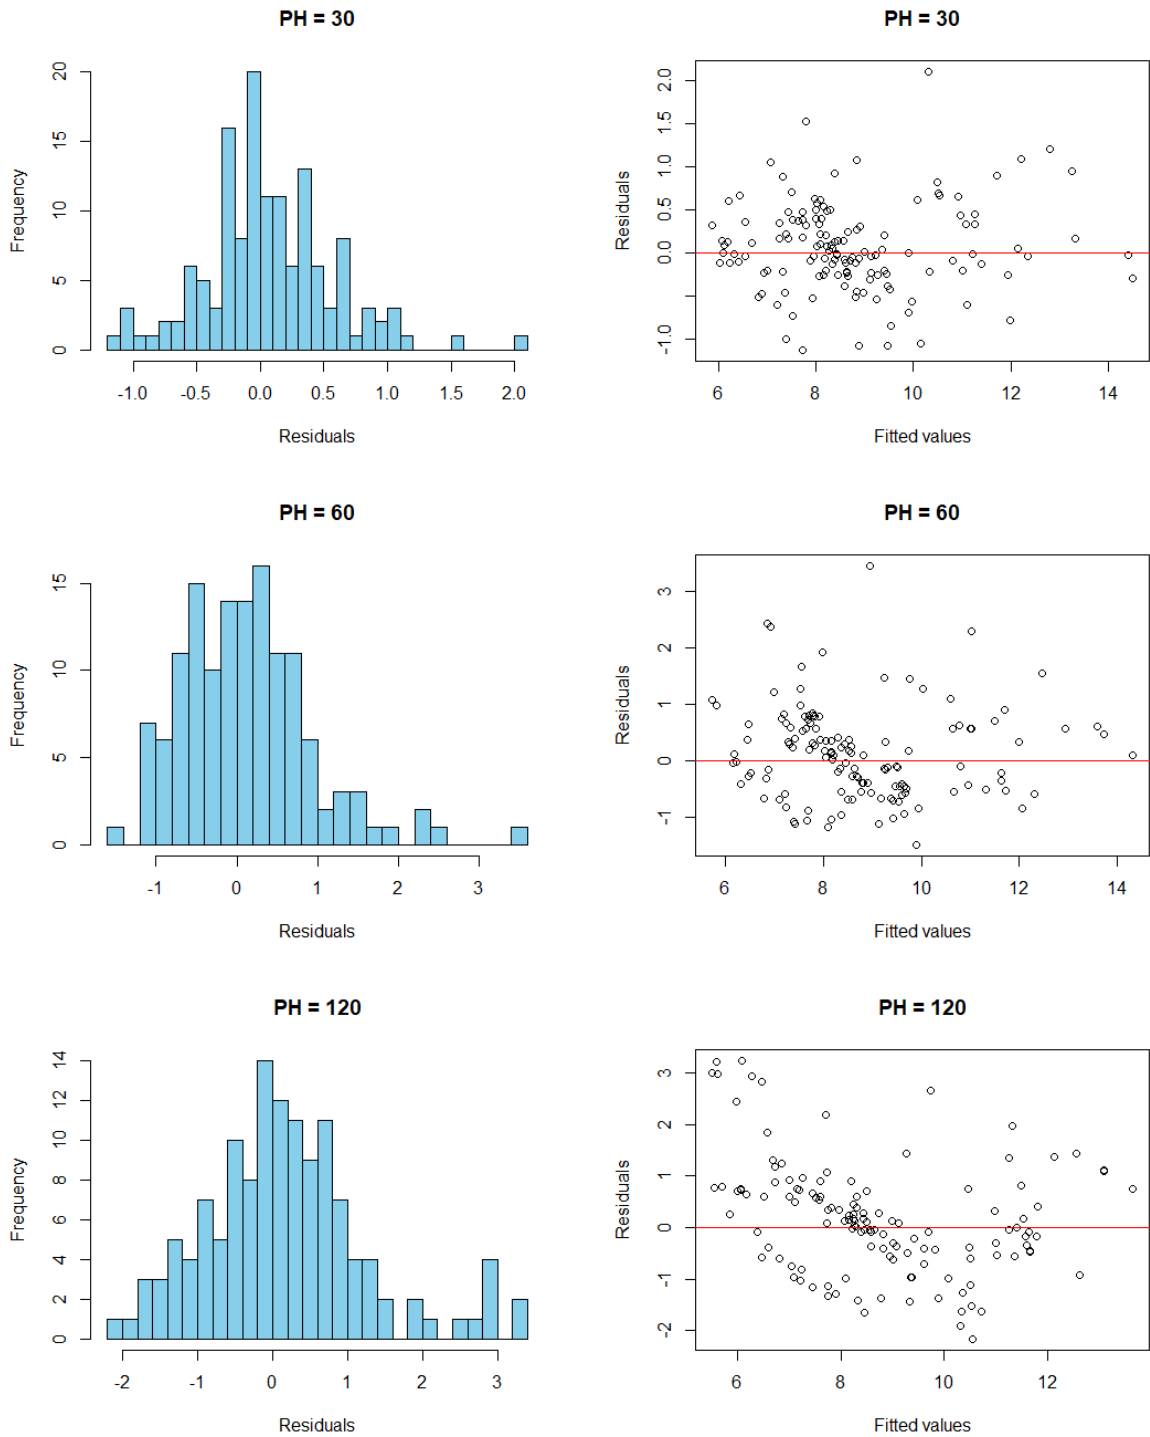 PH = 30
PH = 30
Frequency
0 5 10 15 20
-1.0 -0.5 0.0 0.5 1.0 1.5 2.0
Residuals
Residuals
-1.0 0.0 0.5 1.0 1.5 2.0
6 8 10 12 14
Fitted values
PH = 60
PH = 60
Frequency
0 5 10 15
-1 0 1 2 3
Residuals
Residuals
-1 0 1 2 3
6 8 10 12 14
Fitted values
PH = 120
PH = 120
Frequency
0 2 4 6 8 10 12 14
-2 -1 0 1 2 3
Residuals
Residuals
-2 -1 0 1 2 3
6 8 10 12
Fitted values